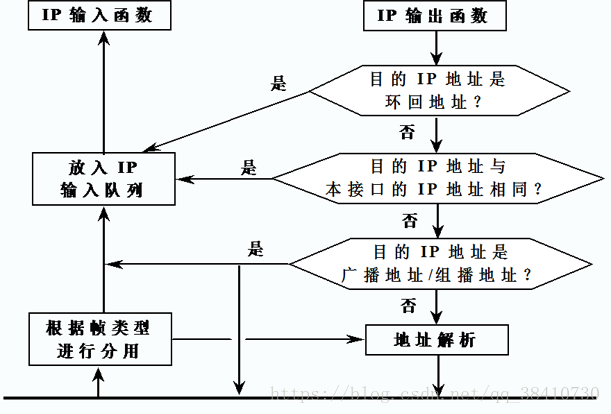 IP 输入函数
IP 输出函数
目的 IP 地址是
环回地址？
是
否
放入 IP
输入队列
是
目的 IP 地址与
本接口的 IP 地址相同？
否
是
目的 IP 地址是
广播地址/组播地址？
否
根据帧类型
进行分用
地址解析
https://blog.csdn.net/qq_38410730